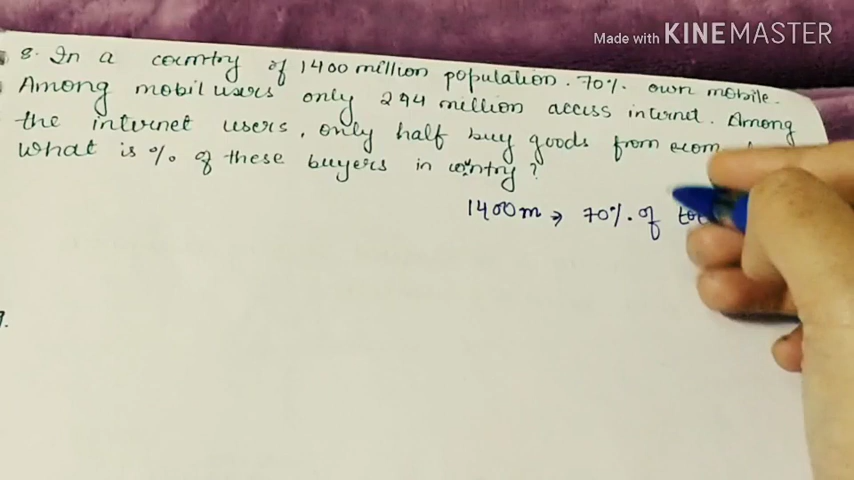 Made with KINEMASTER
8. In a country of 1400 million population. 70% own mobile.
Among mobil users only 294 million access internet. Among
the internet users, only half buy goods from ecom
What is % of these buyers in country?
1400m → 70% of
9.